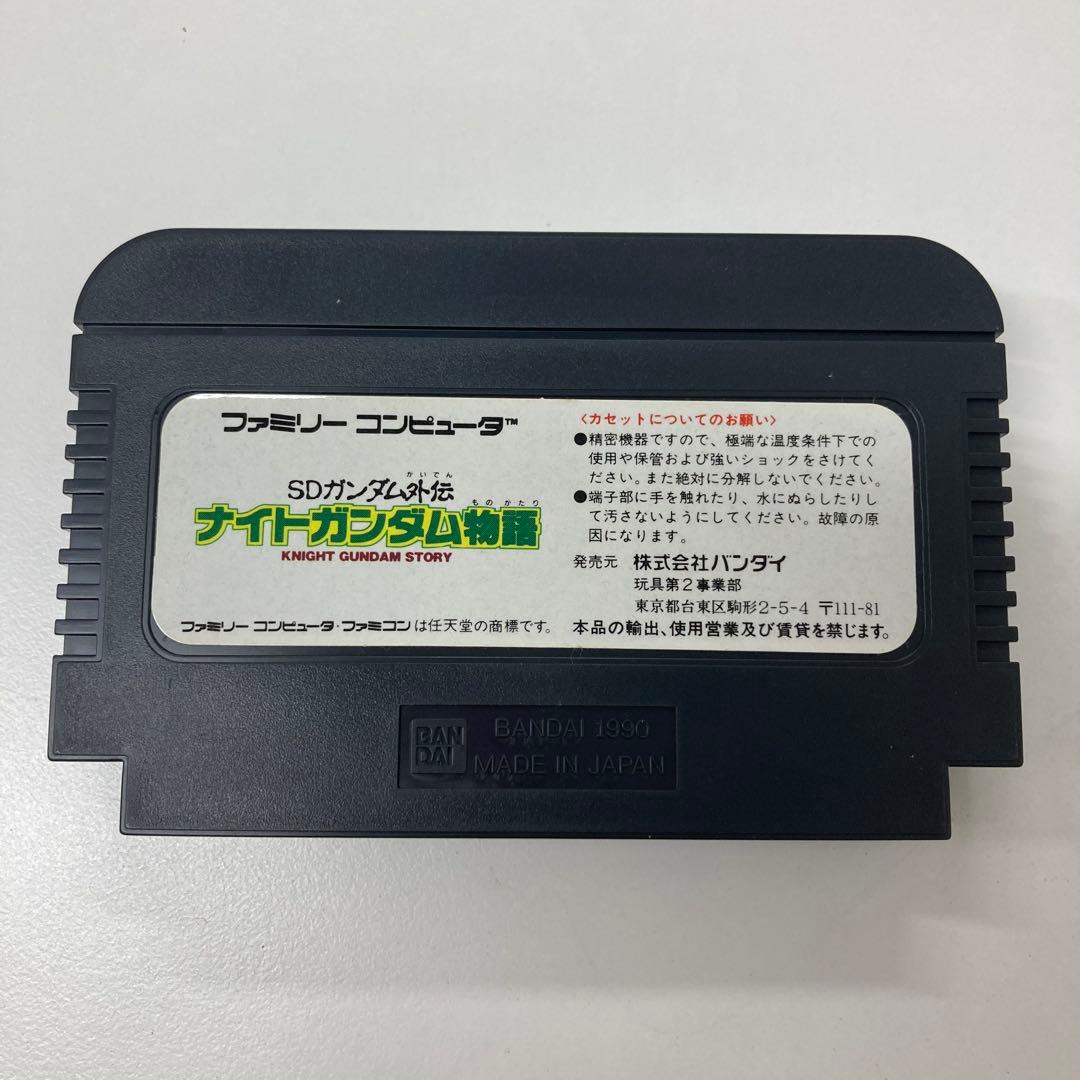 ファミリー コンピュータ™
かいでん
SDガンダム外伝
ものがたり
ナイトガンダム物語
KNIGHT GUNDAM STORY
ファミリー コンピュータ・ファミコンは任天堂の商標です。
〈カセットについてのお願い〉
●精密機器ですので、極端な温度条件下での
使用や保管および強いショックをさけてく
ださい。また絶対に分解しないでください。
●端子部に手を触れたり、水にぬらしたりし
て汚さないようにしてください。故障の原
因になります。
発売元 株式会社バンダイ
玩具第2事業部
東京都台東区駒形2-5-4 〒111-81
本品の輸出、使用営業及び賃貸を禁じます。
BAN
DAI
BANDAI 1990
MADE IN JAPAN